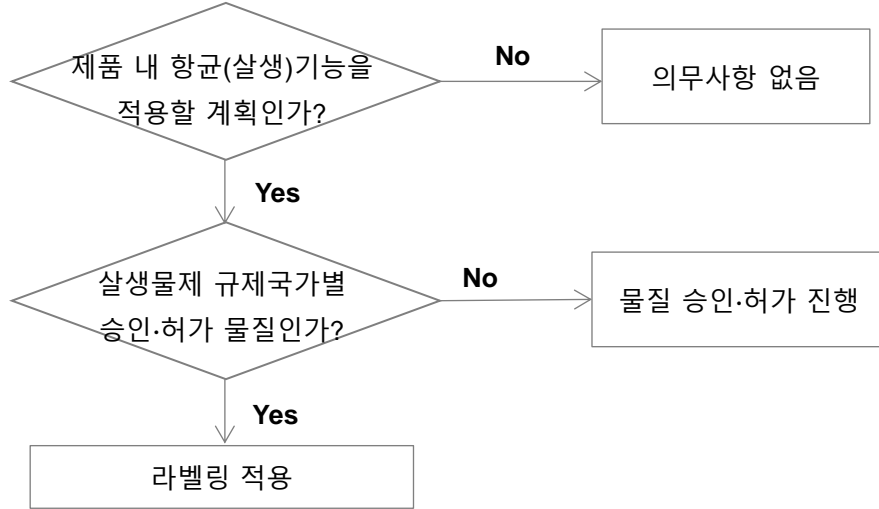 제품 내 항균(살생)기능을
적용할 계획인가?
No
의무사항 없음
Yes
살생물제 규제국가별
승인·허가 물질인가?
No
물질 승인·허가 진행
Yes
라벨링 적용